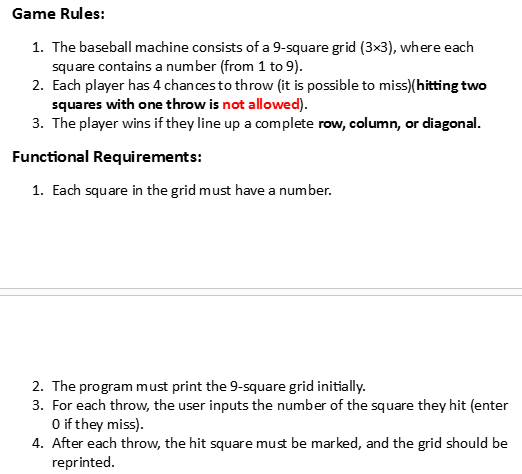 Game Rules:
1. The baseball machine consists of a 9-square grid (3×3), where each
square contains a number (from 1 to 9).
2. Each player has 4 chances to throw (it is possible to miss)(hitting two
squares with one throw is not allowed).
3. The player wins if they line up a complete row, column, or diagonal.
Functional Requirements:
1. Each square in the grid must have a number.
2. The program must print the 9-square grid initially.
3. For each throw, the user inputs the number of the square they hit (enter
0 if they miss).
4. After each throw, the hit square must be marked, and the grid should be
reprinted.